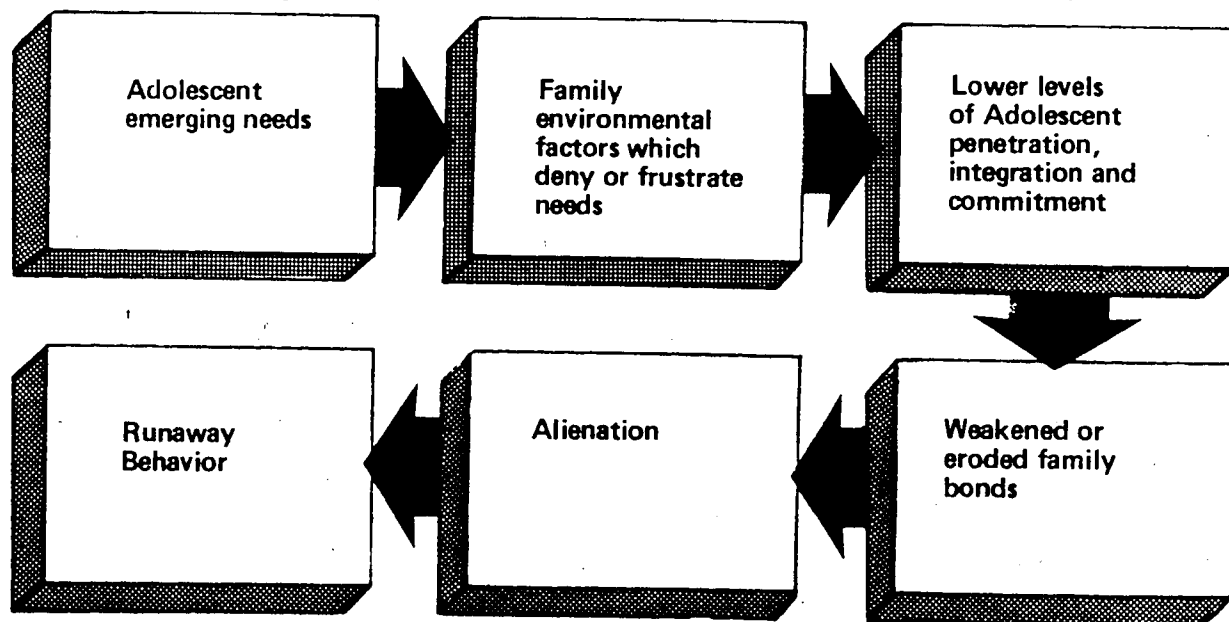 Adolescent
emerging needs
Family
environmental
factors which
deny or frustrate
needs
Lower levels
of Adolescent
penetration,
integration and
commitment
Weakened or
eroded family
bonds
Alienation
Runaway
Behavior